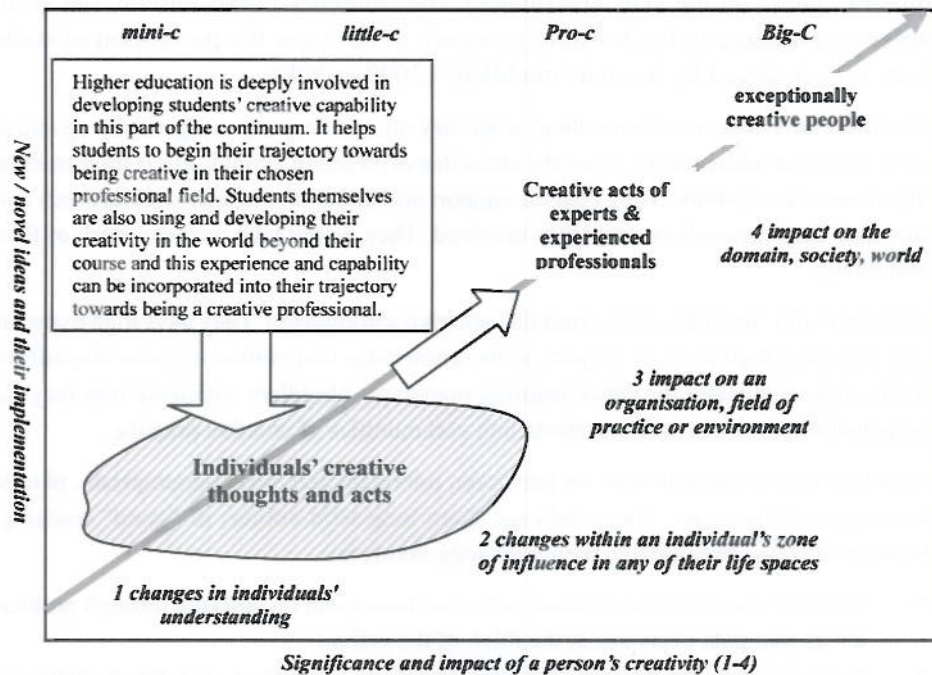 mini-c little-c Pro-c Big-C
Higher education is deeply involved in
developing students' creative capability
in this part of the continuum. It helps
students to begin their trajectory towards
being creative in their chosen
professional field. Students themselves
are also using and developing their
creativity in the world beyond their
course and this experience and capability
can be incorporated into their trajectory
towards being a creative professional.
exceptionally
creative people
Creative acts of
experts &
experienced
professionals
4 impact on the
domain, society, world
3 impact on an
organisation, field of
practice or environment
Individuals' creative
thoughts and acts
2 changes within an individual's zone
of influence in any of their life spaces
1 changes in individuals'
understanding
New / novel ideas and their implementation
Significance and impact of a person's creativity (1-4)